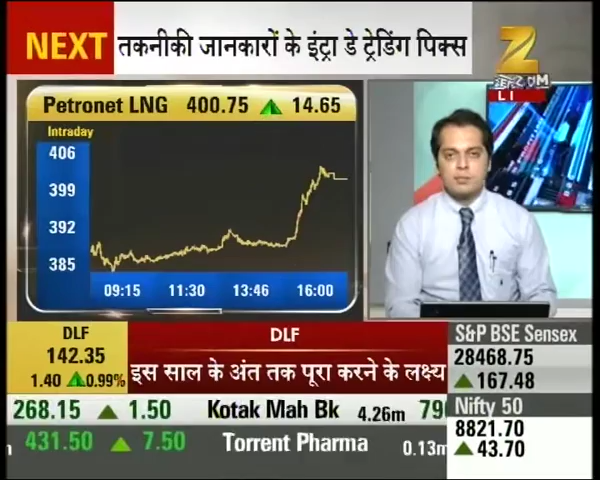 NEXT तकनीकी जानकारों के इंट्रा डे ट्रेडिंग पिक्स
LI
Petronet LNG 400.75 14.65
Intraday
406
399
392
385
09:15 11:30 13:46 16:00
DLF
142.35
1.40 0.99%
DLF
इस साल के अंत तक पूरा करने के लक्ष्य
S&P BSE Sensex
28468.75
167.48
Nifty 50
8821.70
43.70
268.15 1.50 Kotak Mah Bk 4.26m 790
431.50 7.50 Torrent Pharma 0.13m